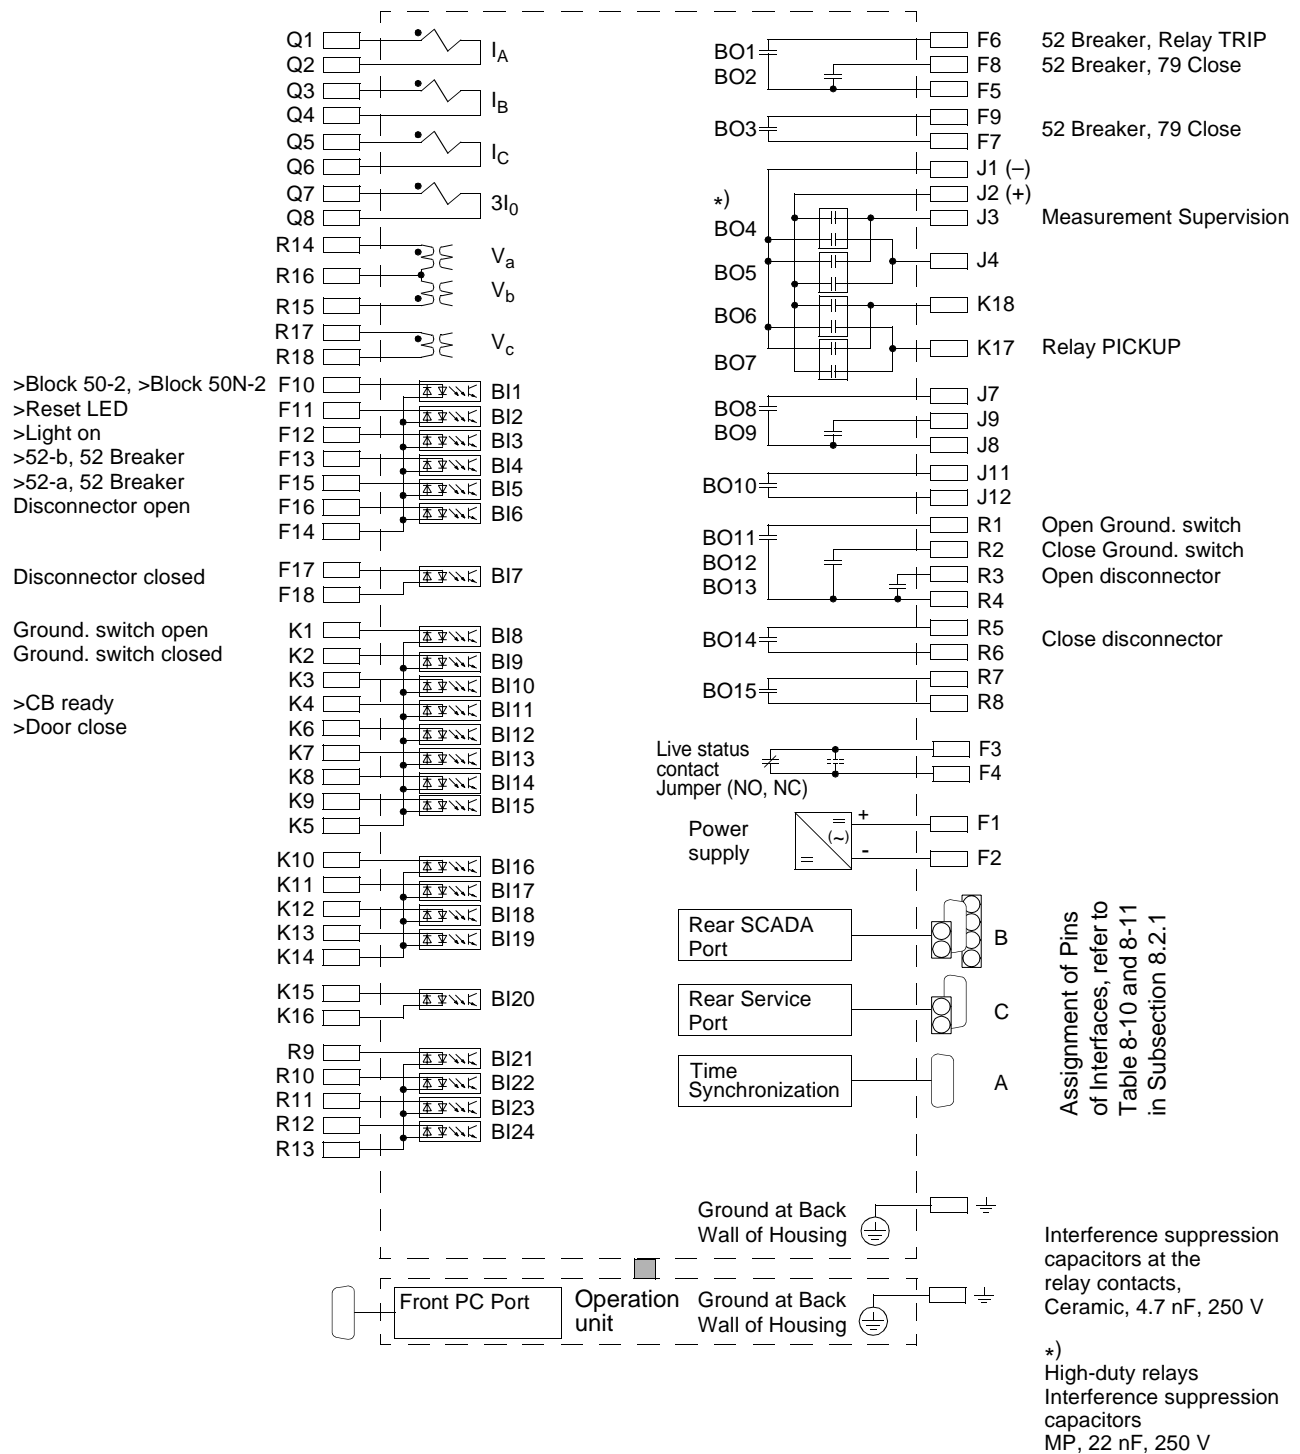 Q1
Q2
I_A
Q3
Q4
I_B
Q5
Q6
I_C
Q7
Q8
3I_0
R14
R16
R15
V_a
V_b
R17
R18
V_c
>Block 50-2, >Block 50N-2 F10 BI1
>Reset LED F11 BI2
>Light on F12 BI3
>52-b, 52 Breaker F13 BI4
>52-a, 52 Breaker F15 BI5
Disconnector open F16 BI6
F14
Disconnector closed F17 BI7
F18
Ground. switch open K1 BI8
Ground. switch closed K2 BI9
K3 BI10
>CB ready K4 BI11
>Door close K6 BI12
K7 BI13
K8 BI14
K9 BI15
K5
K10 BI16
K11 BI17
K12 BI18
K13 BI19
K14
K15 BI20
K16
R9 BI21
R10 BI22
R11 BI23
R12 BI24
R13
BO1 F6 52 Breaker, Relay TRIP
BO2 F8 52 Breaker, 79 Close
F5
BO3 F9
F7 52 Breaker, 79 Close
J1 (–)
J2 (+)
*)
BO4 J3 Measurement Supervision
BO5 J4
BO6 K18
BO7 K17 Relay PICKUP
BO8 J7
BO9 J9
J8
BO10 J11
J12
BO11 R1 Open Ground. switch
BO12 R2 Close Ground. switch
BO13 R3 Open disconnector
R4
BO14 R5 Close disconnector
R6
BO15 R7
R8
Live status
contact
Jumper (NO, NC)
F3
F4
Power
supply
=
(~)
=
+
-
F1
F2
Rear SCADA
Port
B
Rear Service
Port
C
Time
Synchronization
A
Assignment of Pins
of Interfaces, refer to
Table 8-10 and 8-11
in Subsection 8.2.1
Ground at Back
Wall of Housing
Front PC Port
Operation
unit
Ground at Back
Wall of Housing
Interference suppression
capacitors at the
relay contacts,
Ceramic, 4.7 nF, 250 V
*)
High-duty relays
Interference suppression
capacitors
MP, 22 nF, 250 V